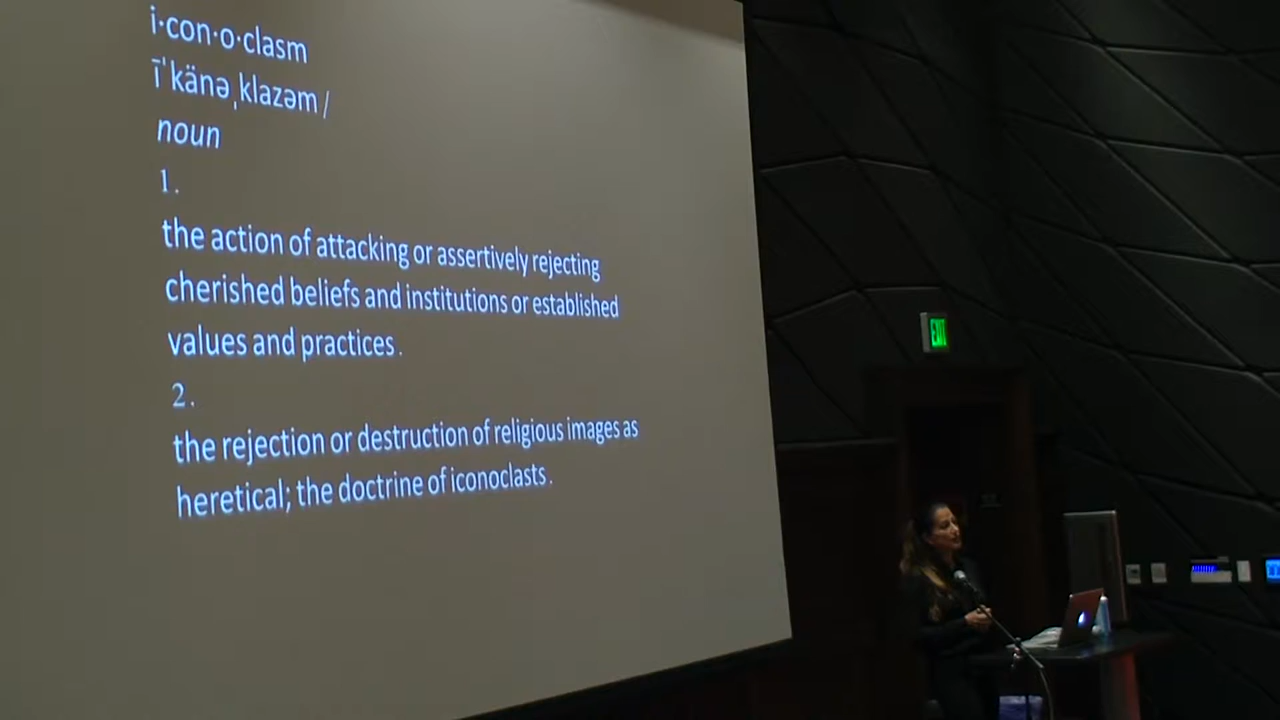 i·con·o·clasm
īˈkänəˌklazəm /
noun
1.
the action of attacking or assertively rejecting
cherished beliefs and institutions or established
values and practices.
2.
the rejection or destruction of religious images as
heretical; the doctrine of iconoclasts.
EXIT